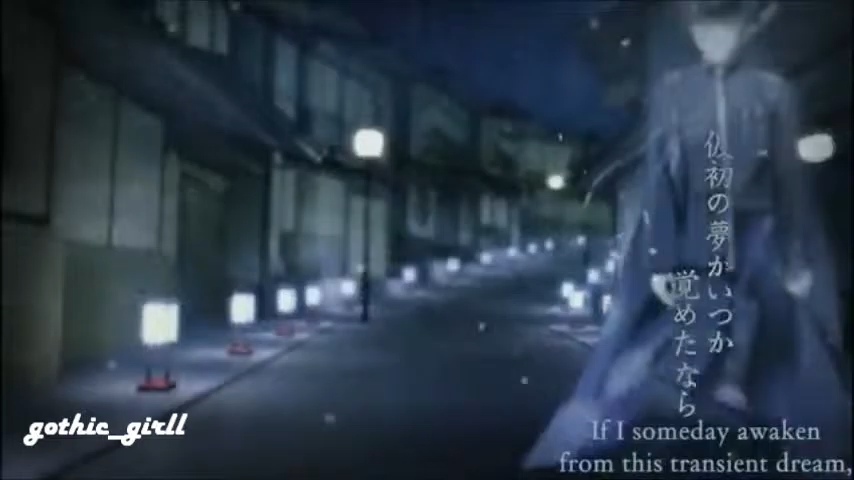 仮初の夢がいつか
覚めたなら
gothic_girll
If I someday awaken
from this transient dream,